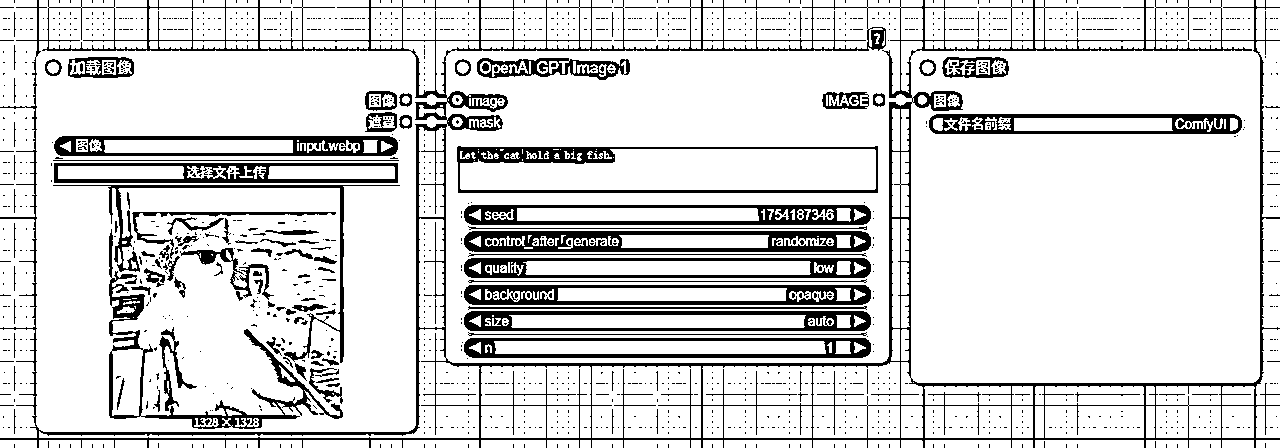 加载图像
图像
遮罩
图像 input.webp
选择文件上传
1328 × 1328
?
OpenAI GPT Image 1
image IMAGE
mask
Let the cat hold a big fish.
seed 1754187346
control_after_generate randomize
quality low
background opaque
size auto
n 1
保存图像
图像
文件名前缀 ComfyUI